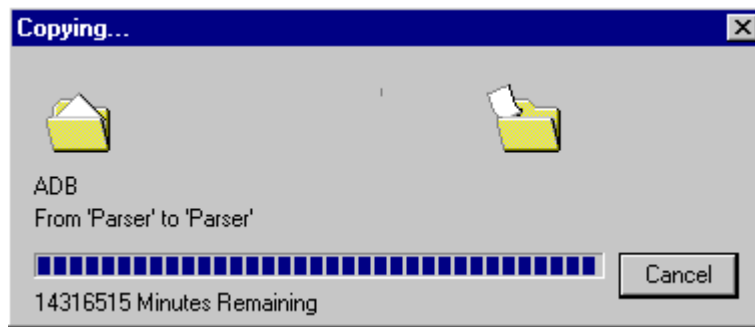 Copying...
ADB
From 'Parser' to 'Parser'
Cancel
14316515 Minutes Remaining